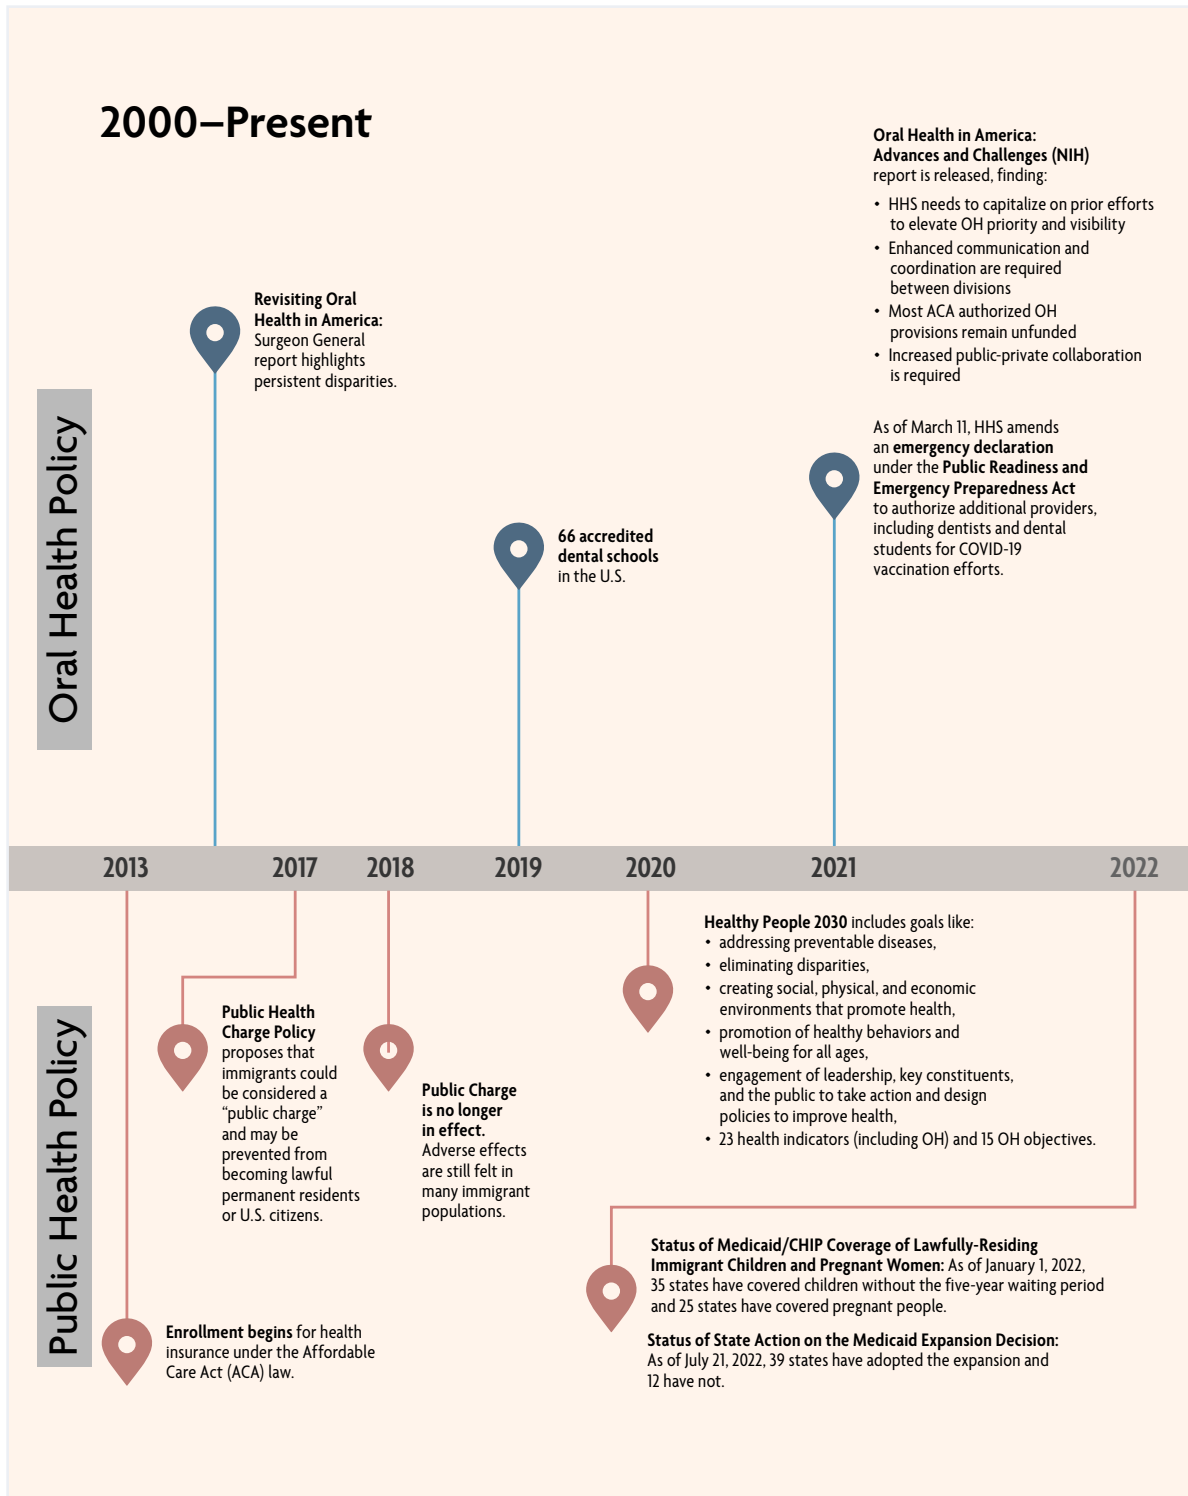 2000–Present
Oral Health Policy
Revisiting Oral
Health in America:
Surgeon General
report highlights
persistent disparities.
66 accredited
dental schools
in the U.S.
Oral Health in America:
Advances and Challenges (NIH)
report is released, finding:
• HHS needs to capitalize on prior efforts
to elevate OH priority and visibility
• Enhanced communication and
coordination are required
between divisions
• Most ACA authorized OH
provisions remain unfunded
• Increased public-private collaboration
is required
As of March 11, HHS amends
an emergency declaration
under the Public Readiness and
Emergency Preparedness Act
to authorize additional providers,
including dentists and dental
students for COVID-19
vaccination efforts.
2013 2017 2018 2019 2020 2021 2022
Public Health Policy
Enrollment begins for health
insurance under the Affordable
Care Act (ACA) law.
Public Health
Charge Policy
proposes that
immigrants could
be considered a
“public charge”
and may be
prevented from
becoming lawful
permanent residents
or U.S. citizens.
Public Charge
is no longer
in effect.
Adverse effects
are still felt in
many immigrant
populations.
Healthy People 2030 includes goals like:
• addressing preventable diseases,
• eliminating disparities,
• creating social, physical, and economic
environments that promote health,
• promotion of healthy behaviors and
well-being for all ages,
• engagement of leadership, key constituents,
and the public to take action and design
policies to improve health,
• 23 health indicators (including OH) and 15 OH objectives.
Status of Medicaid/CHIP Coverage of Lawfully-Residing
Immigrant Children and Pregnant Women: As of January 1, 2022,
35 states have covered children without the five-year waiting period
and 25 states have covered pregnant people.
Status of State Action on the Medicaid Expansion Decision:
As of July 21, 2022, 39 states have adopted the expansion and
12 have not.